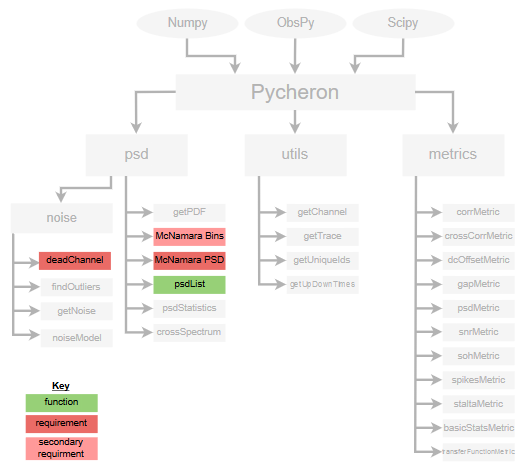 Numpy
ObsPy
Scipy
Pycheron
psd
utils
metrics
noise
deadChannel
findOutliers
getNoise
noiseModel
getPDF
McNamara Bins
McNamara PSD
psdList
psdStatistics
crossSpectrum
getChannel
getTrace
getUniqueIds
getUpDownTimes
corrMetric
crossCorrMetric
dcOffsetMetric
gapMetric
psdMetric
snrMetric
sohMetric
spikesMetric
staltaMetric
basicStatsMetric
transferFunctionMetric
Key
function
requirement
secondary
requirment